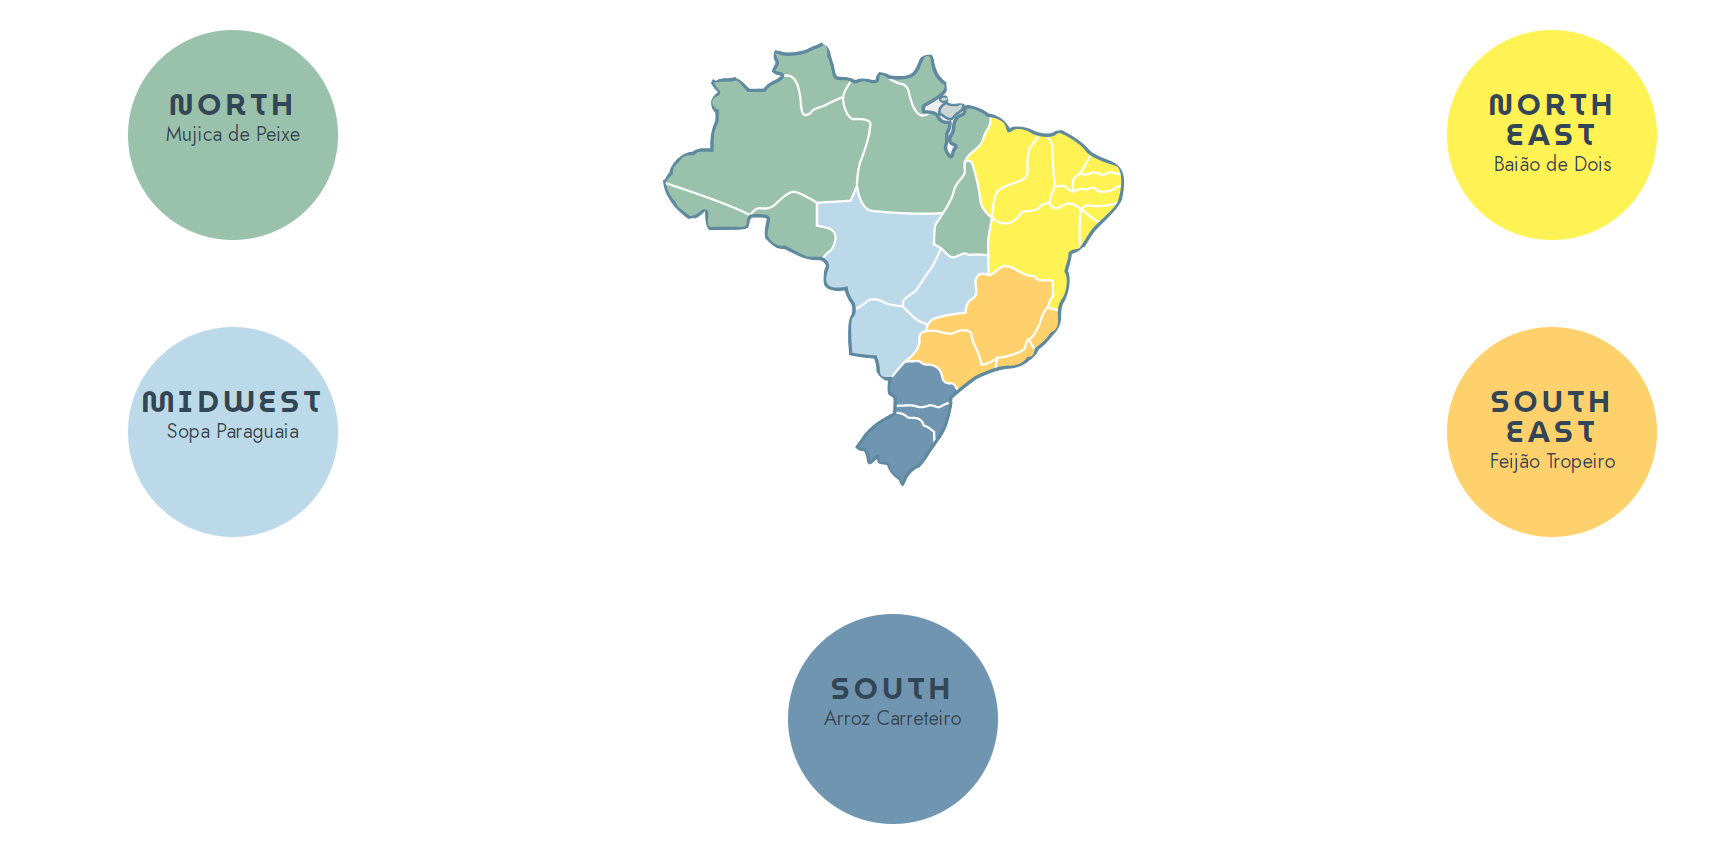 NORTH
Mujica de Peixe
NORTH
EAST
Baião de Dois
MIDWEST
Sopa Paraguaia
SOUTH
EAST
Feijão Tropeiro
SOUTH
Arroz Carreteiro